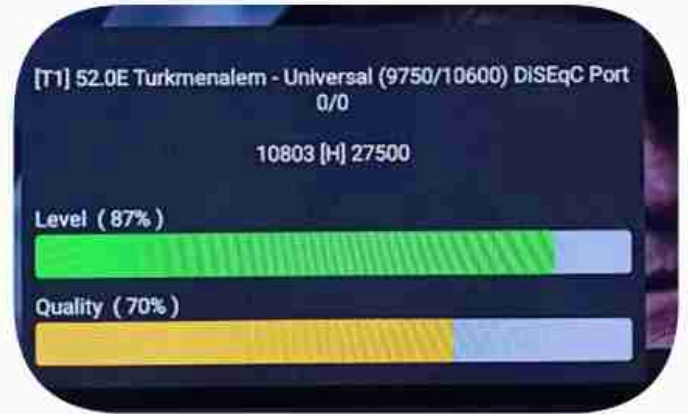 [T1] 52.0E Turkmenalem - Universal (9750/10600) DiSEqC Port
0/0
10803 [H] 27500
Level ( 87% )
Quality ( 70% )